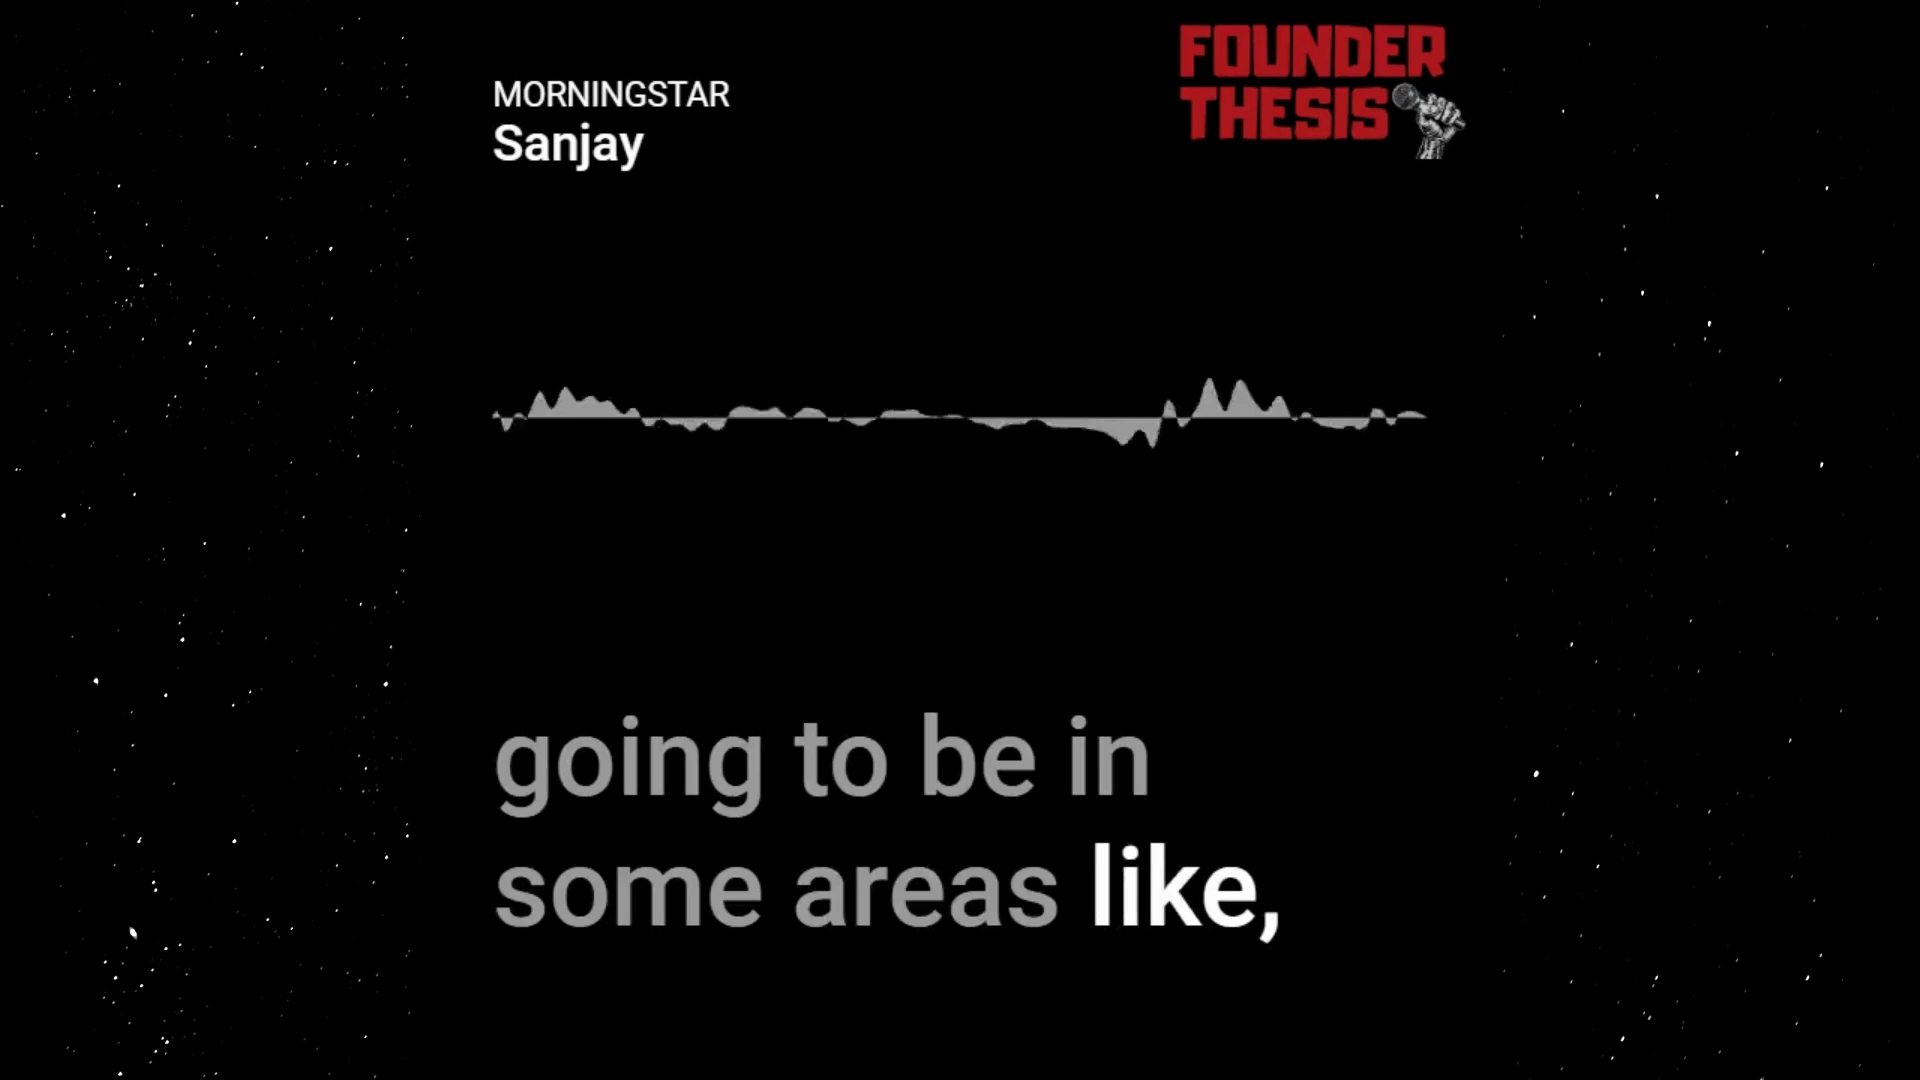 MORNINGSTAR
Sanjay
FOUNDER
THESIS
going to be in
some areas like,